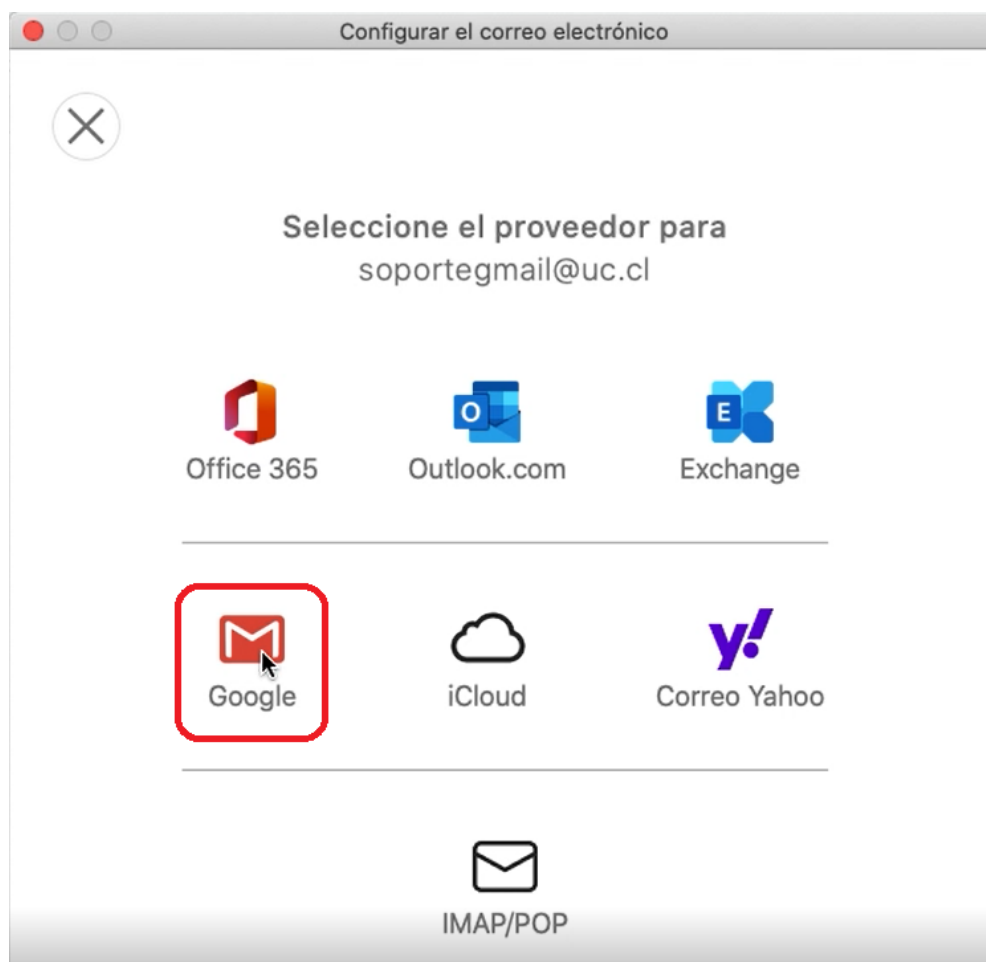 Configurar el correo electrónico
Seleccione el proveedor para
soportegmail@uc.cl
O
E
Office 365
Outlook.com
Exchange
y!
Google
iCloud
Correo Yahoo
IMAP/POP